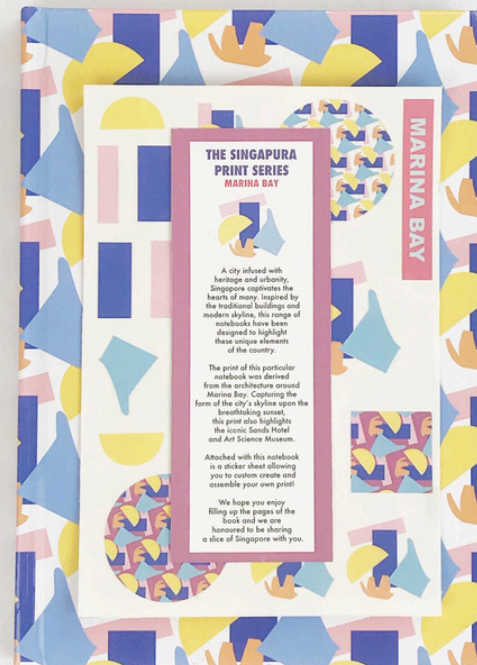 THE SINGAPURA
PRINT SERIES
MARINA BAY
A city infused with
heritage and urbanity,
Singapore captivates the
hearts of many. Inspired by
the traditional buildings and
modern skyline, this range of
notebooks have been
designed to highlight
these unique elements
of the country.
The print of this particular
notebook was derived
from the architecture around
Marina Bay. Capturing the
form of the city's skyline upon the
breathtaking sunset,
this print also highlights
the iconic Sands Hotel
and Art Science Museum.
Attached with this notebook
is a sticker sheet allowing
you to custom create and
assemble your own print!
We hope you enjoy
filling up the pages of the
book and we are
honoured to be sharing
a slice of Singapore with you.
MARINA BAY